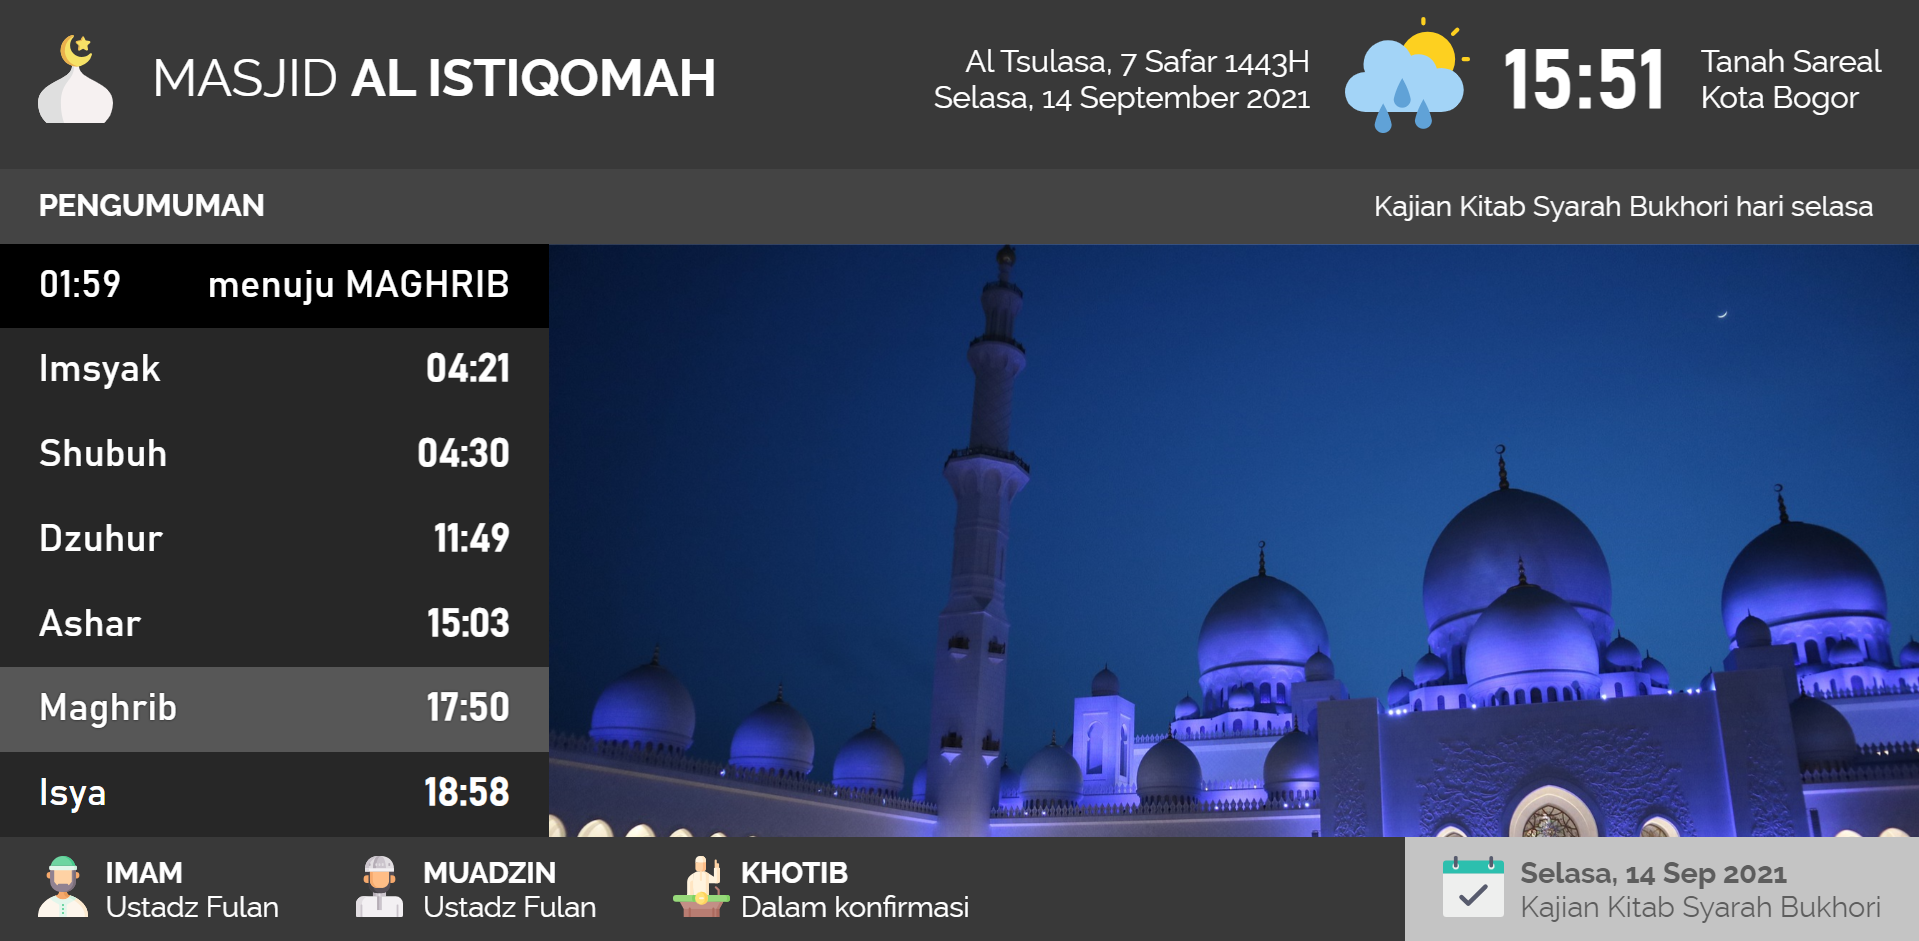 MASJID AL ISTIQOMAH
Al Tsulasa, 7 Safar 1443H
Selasa, 14 September 2021
15:51
Tanah Sareal
Kota Bogor
PENGUMUMAN
Kajian Kitab Syarah Bukhori hari selasa
01:59 menuju MAGHRIB
Imsyak 04:21
Shubuh 04:30
Dzuhur 11:49
Ashar 15:03
Maghrib 17:50
Isya 18:58
IMAM
Ustadz Fulan
MUADZIN
Ustadz Fulan
KHOTIB
Dalam konfirmasi
Selasa, 14 Sep 2021
Kajian Kitab Syarah Bukhori